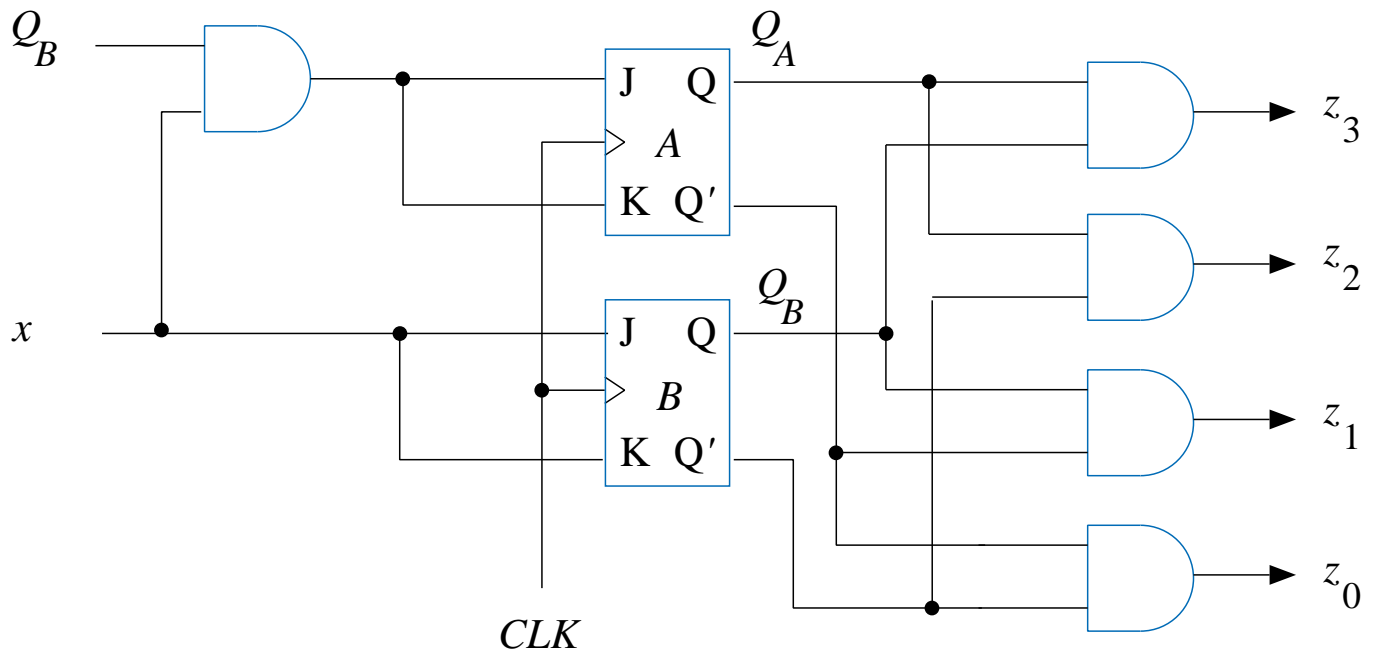 Q_B
x
CLK
J Q
A
K Q′
J Q
B
K Q′
Q_A
Q_B
z_3
z_2
z_1
z_0